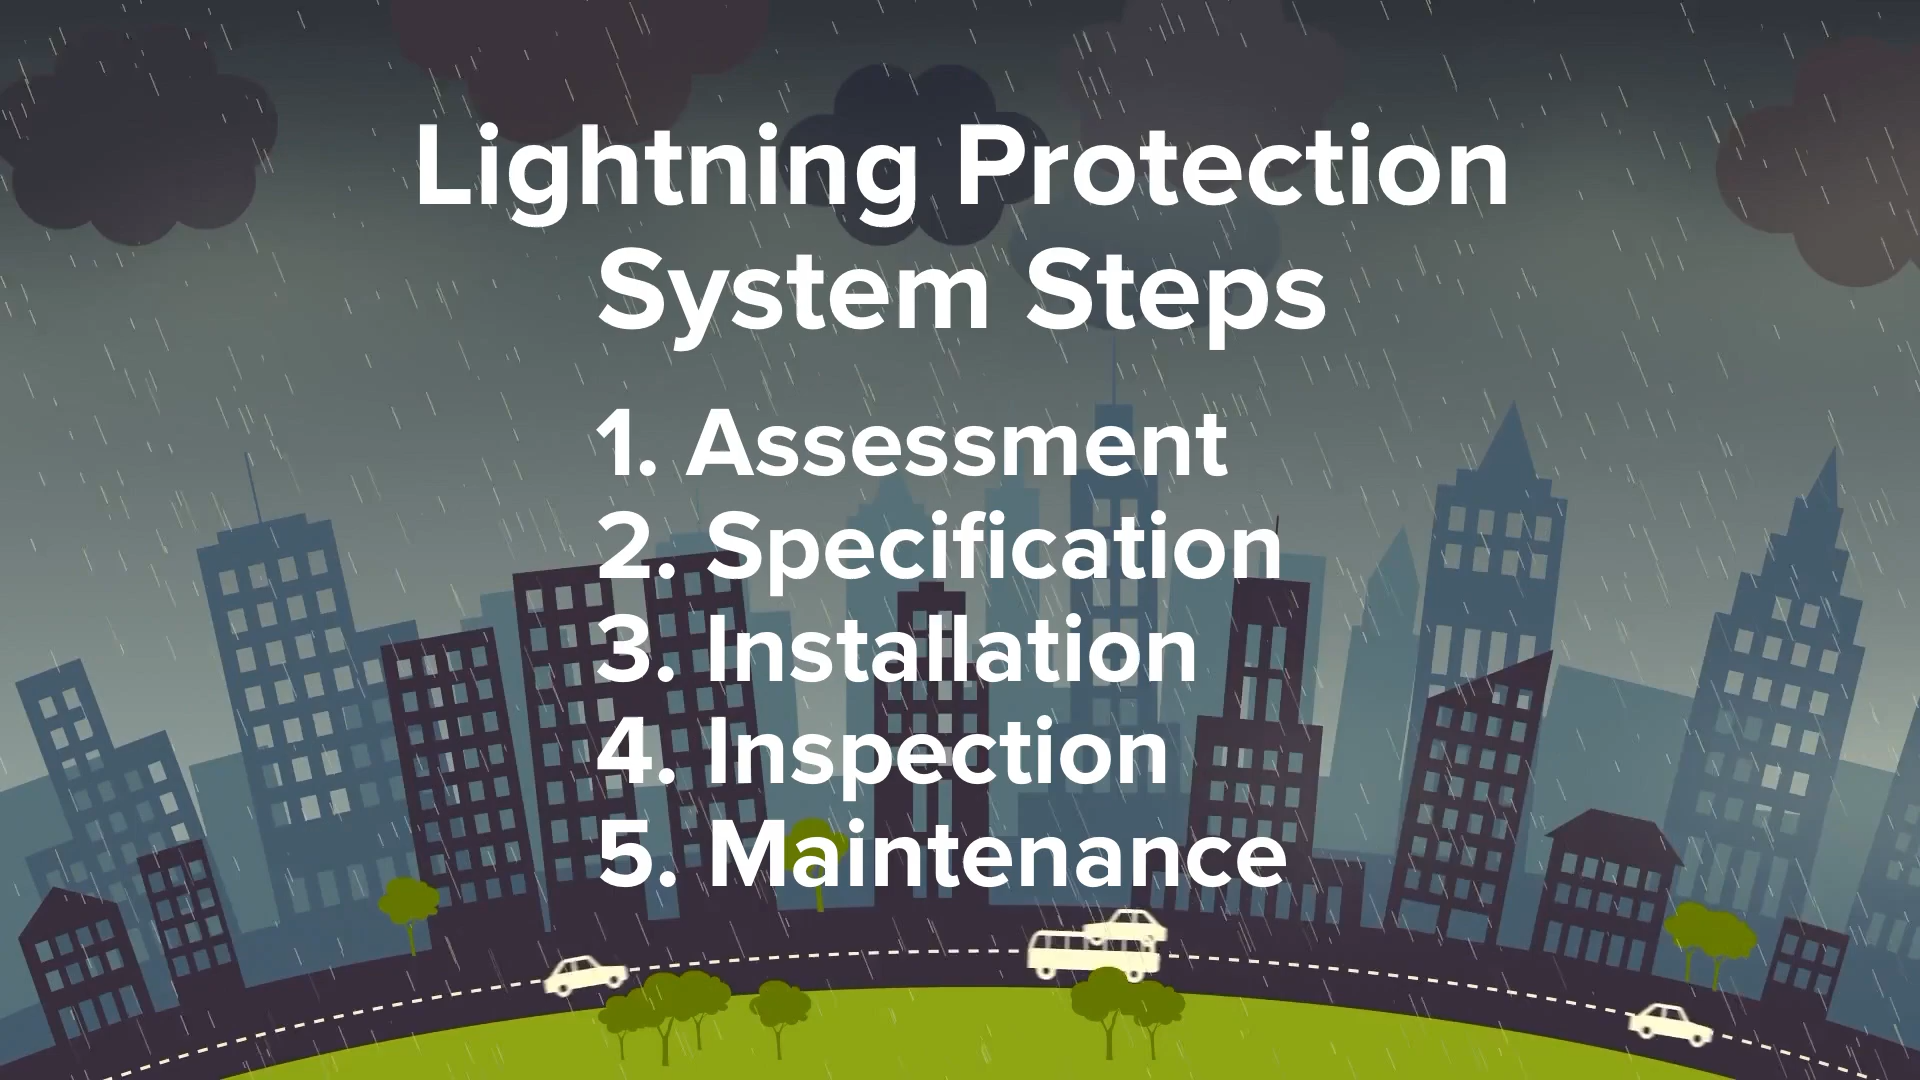 Lightning Protection
System Steps
1. Assessment
2. Specification
3. Installation
4. Inspection
5. Maintenance